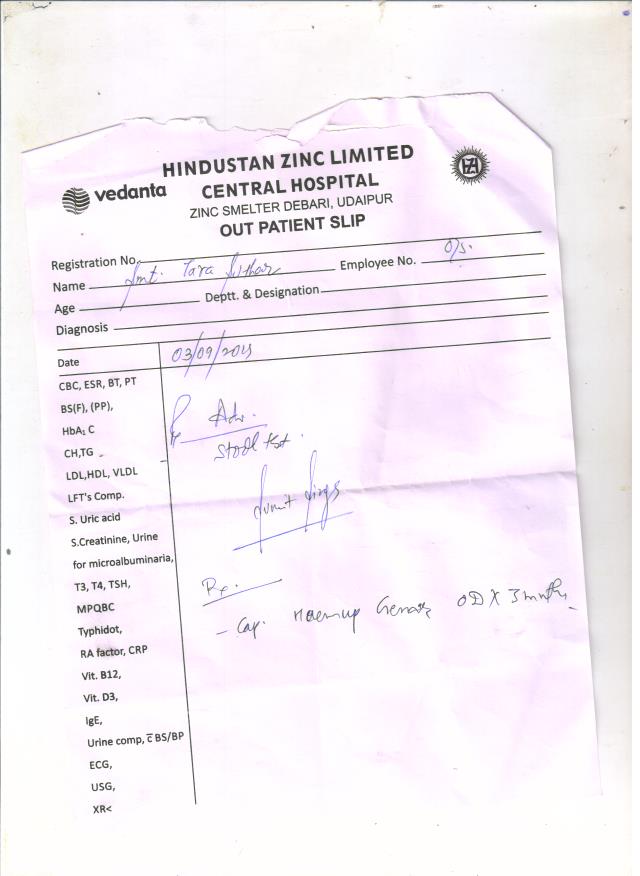 HINDUSTAN ZINC LIMITED
vedanta CENTRAL HOSPITAL
ZINC SMELTER DEBARI, UDAIPUR
OUT PATIENT SLIP
Registration No.
Name Smt. Tara Suthar Employee No. O/s.
Age Deptt. & Designation
Diagnosis
Date 03/09/2015
CBC, ESR, BT, PT
BS(F), (PP),
HbA₁ C
Adv.
CH,TG
Stool test.
LDL,HDL, VLDL
LFT's Comp.
S. Uric acid
S.Creatinine, Urine
for microalbuminaria,
T3, T4, TSH,
Rx.
MPQBC
Typhidot,
- Cap. Haemup OD X 3 months
RA factor, CRP
Vit. B12,
Vit. D3,
IgE,
Urine comp, c̅ BS/BP
ECG,
USG,
XR<